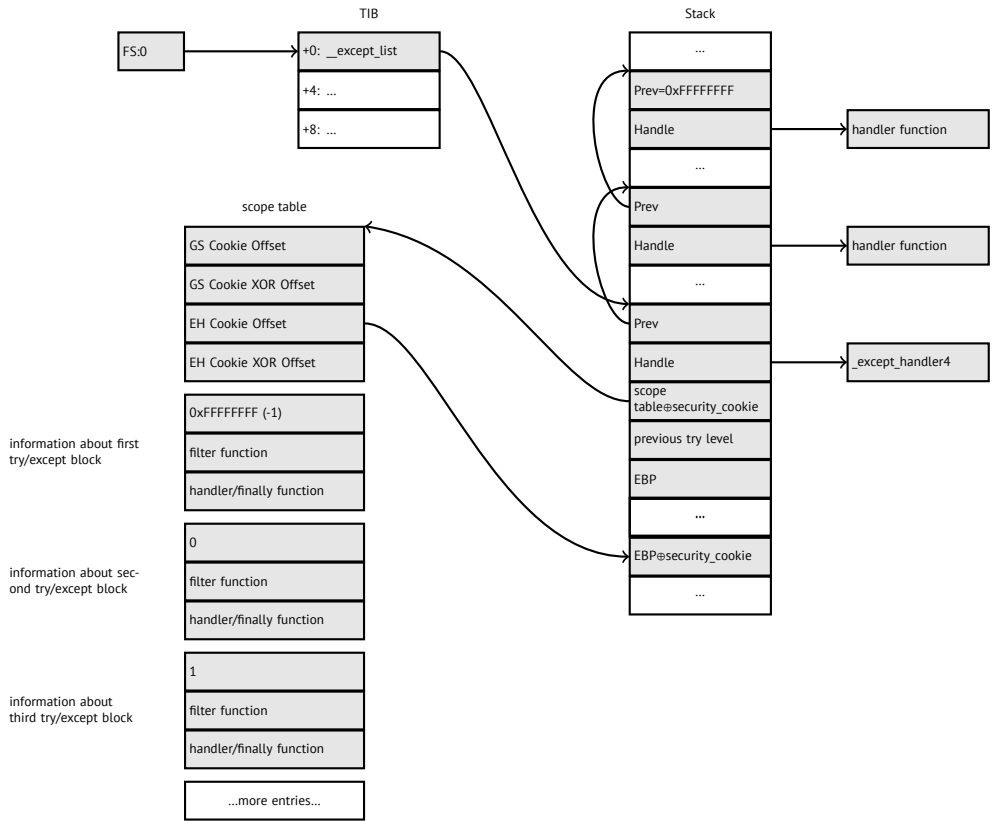 TIB
Stack
FS:0
+0: __except_list
+4: ...
+8: ...
...
Prev=0xFFFFFFFF
Handle
handler function
...
Prev
Handle
handler function
...
Prev
Handle
_except_handler4
scope
table⊕security_cookie
previous try level
EBP
...
EBP⊕security_cookie
...
scope table
GS Cookie Offset
GS Cookie XOR Offset
EH Cookie Offset
EH Cookie XOR Offset
information about first
try/except block
0xFFFFFFFF (-1)
filter function
handler/finally function
information about sec-
ond try/except block
0
filter function
handler/finally function
information about
third try/except block
1
filter function
handler/finally function
...more entries...